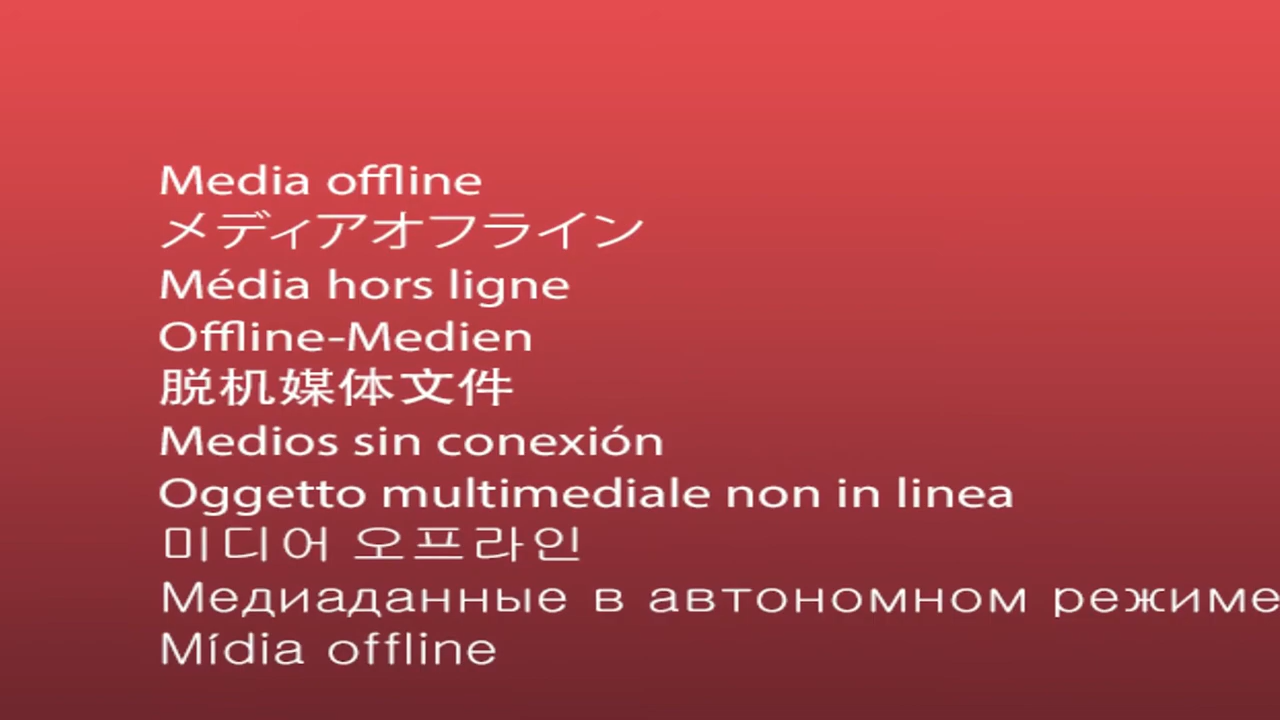 Media offline
メディアオフライン
Média hors ligne
Offline-Medien
脱机媒体文件
Medios sin conexión
Oggetto multimediale non in linea
미디어 오프라인
Медиаданные в автономном режиме
Mídia offline